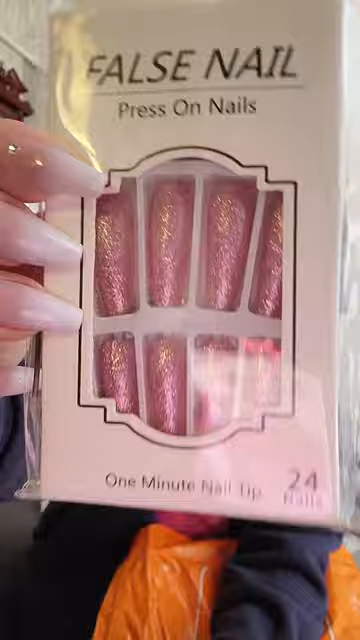 FALSE NAIL
Press On Nails
One Minute Nail Tip
24
Nails